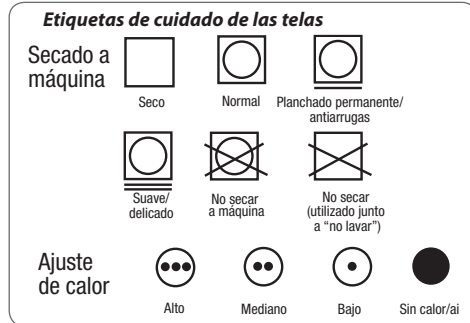 Etiquetas de cuidado de las telas
Secado a
máquina
Seco
Normal
Planchado permanente/
antiarrugas
Suave/
delicado
No secar
a máquina
No secar
(utilizado junto
a “no lavar”)
Ajuste
de calor
Alto
Mediano
Bajo
Sin calor/ai